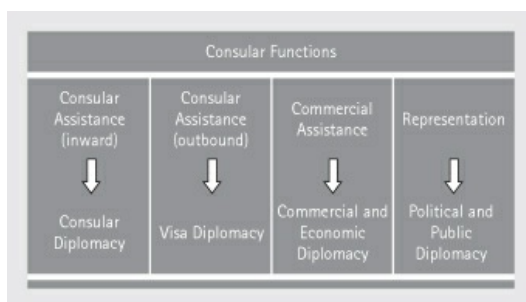 Consular Functions
Consular
Assistance
(inward)
Consular
Diplomacy
Consular
Assistance
(outbound)
Visa Diplomacy
Commercial
Assistance
Commercial and
Economic
Diplomacy
Representation
Political and
Public
Diplomacy